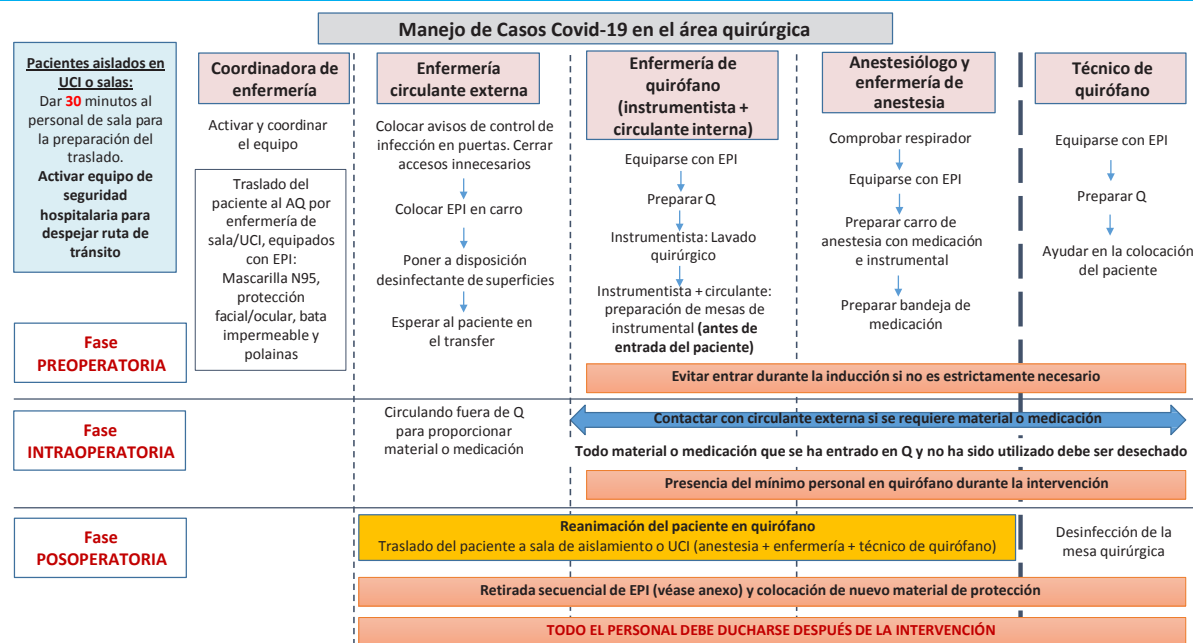 Manejo de Casos Covid-19 en el área quirúrgica
Pacientes aislados en
UCI o salas:
Dar 30 minutos al
personal de sala para
la preparación del
traslado.
Activar equipo de
seguridad
hospitalaria para
despejar ruta de
tránsito
Coordinadora de
enfermería
Activar y coordinar
el equipo
Traslado del
paciente al AQ por
enfermería de
sala/UCI, equipados
con EPI:
Mascarilla N95,
protección
facial/ocular, bata
impermeable y
polainas
Enfermería
circulante externa
Colocar avisos de control de
infección en puertas. Cerrar
accesos innecesarios
Colocar EPI en carro
Poner a disposición
desinfectante de superficies
Esperar al paciente en
el transfer
Enfermería de
quirófano
(instrumentista +
circulante interna)
Equiparse con EPI
Preparar Q
Instrumentista: Lavado
quirúrgico
Instrumentista + circulante:
preparación de mesas de
instrumental (antes de
entrada del paciente)
Anestesiólogo y
enfermería de
anestesia
Comprobar respirador
Equiparse con EPI
Preparar carro de
anestesia con medicación
e instrumental
Preparar bandeja de
medicación
Técnico de
quirófano
Equiparse con EPI
Preparar Q
Ayudar en la colocación
del paciente
Fase
PREOPERATORIA
Evitar entrar durante la inducción si no es estrictamente necesario
Fase
INTRAOPERATORIA
Circulando fuera de Q
para proporcionar
material o medicación
Contactar con circulante externa si se requiere material o medicación
Todo material o medicación que se ha entrado en Q y no ha sido utilizado debe ser desechado
Presencia del mínimo personal en quirófano durante la intervención
Fase
POSOPERATORIA
Reanimación del paciente en quirófano
Traslado del paciente a sala de aislamiento o UCI (anestesia + enfermería + técnico de quirófano)
Desinfección de la
mesa quirúrgica
Retirada secuencial de EPI (véase anexo) y colocación de nuevo material de protección
TODO EL PERSONAL DEBE DUCHARSE DESPUÉS DE LA INTERVENCIÓN